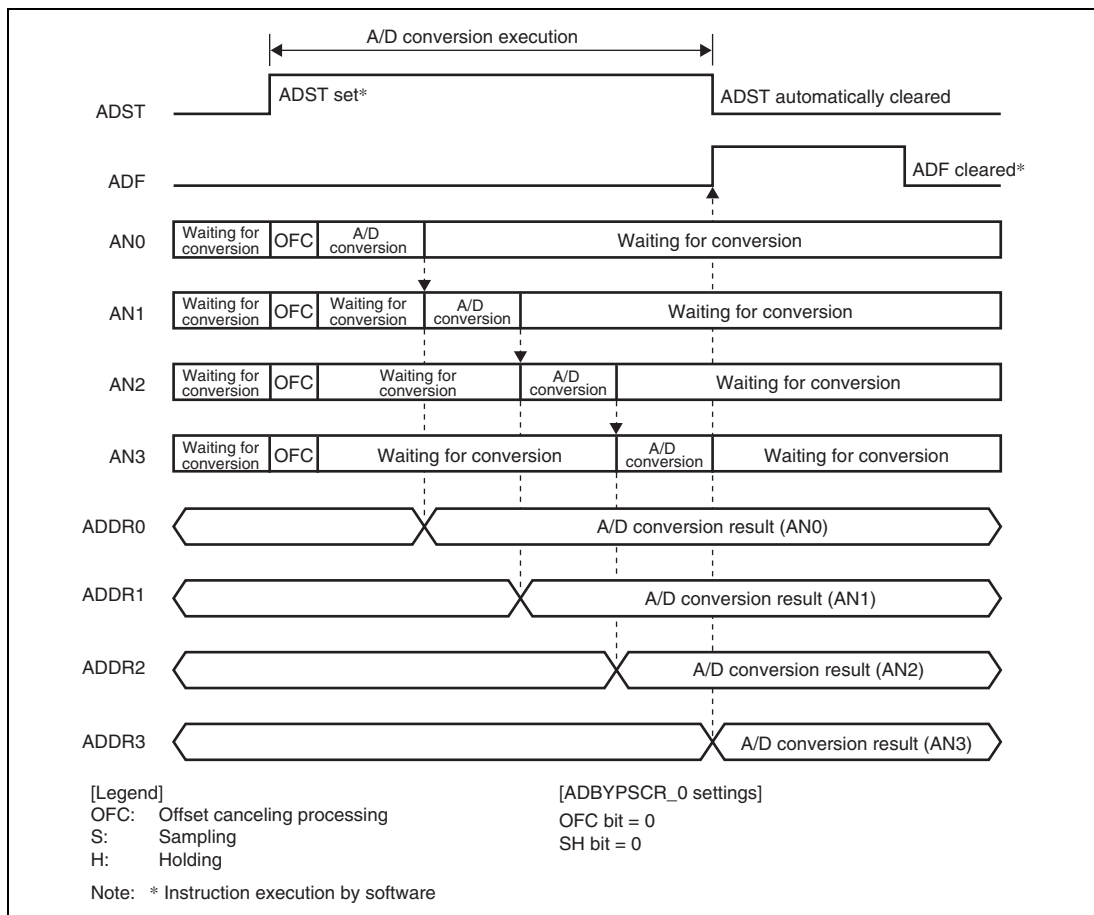 A/D conversion execution
ADST
ADST set*
ADST automatically cleared
ADF
ADF cleared*
AN0
Waiting for
conversion
OFC
A/D
conversion
Waiting for conversion
AN1
Waiting for
conversion
OFC
Waiting for
conversion
A/D
conversion
Waiting for conversion
AN2
Waiting for
conversion
OFC
Waiting for
conversion
A/D
conversion
Waiting for conversion
AN3
Waiting for
conversion
OFC
Waiting for conversion
A/D
conversion
Waiting for conversion
ADDR0
A/D conversion result (AN0)
ADDR1
A/D conversion result (AN1)
ADDR2
A/D conversion result (AN2)
ADDR3
A/D conversion result (AN3)
[Legend]
OFC: Offset canceling processing
S: Sampling
H: Holding
[ADBYPSCR_0 settings]
OFC bit = 0
SH bit = 0
Note: * Instruction execution by software